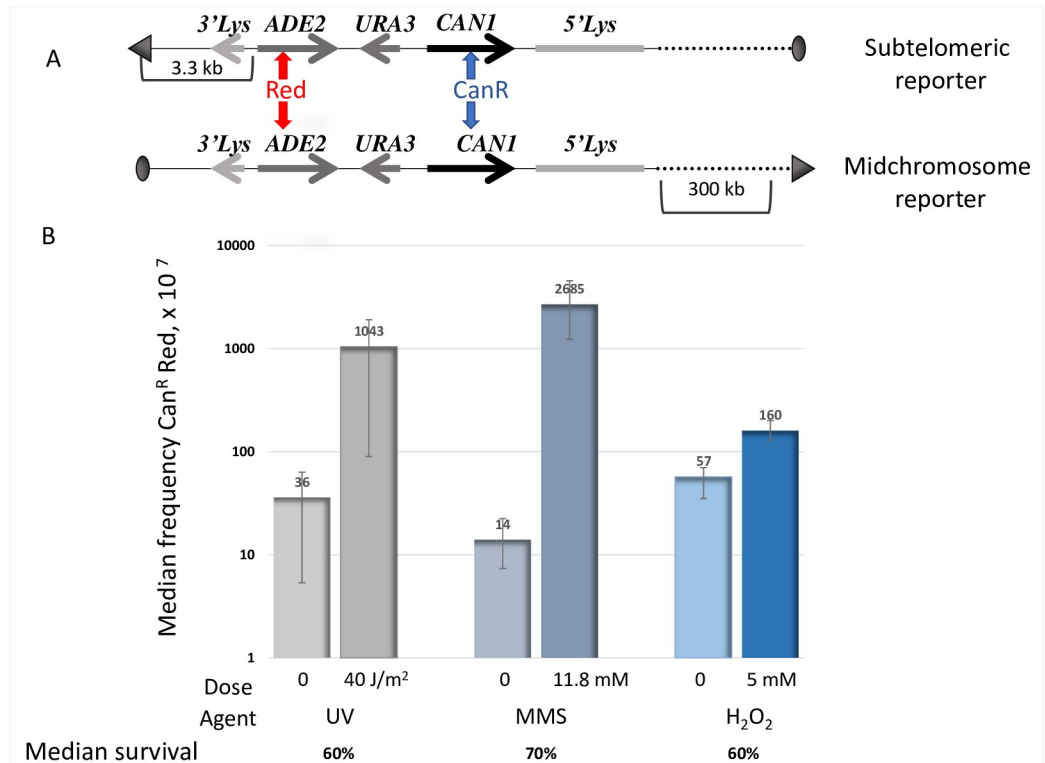 A
3’Lys ADE2 URA3 CAN1 5’Lys
3.3 kb
Red
CanR
Subtelomeric
reporter
3’Lys ADE2 URA3 CAN1 5’Lys
300 kb
Midchromosome
reporter
B
Median frequency Canᴿ Red, x 10 ⁷
10000
1000
100
10
1
36
1043
14
2685
57
160
Dose 0 40 J/m² 0 11.8 mM 0 5 mM
Agent UV MMS H₂O₂
Median survival 60% 70% 60%